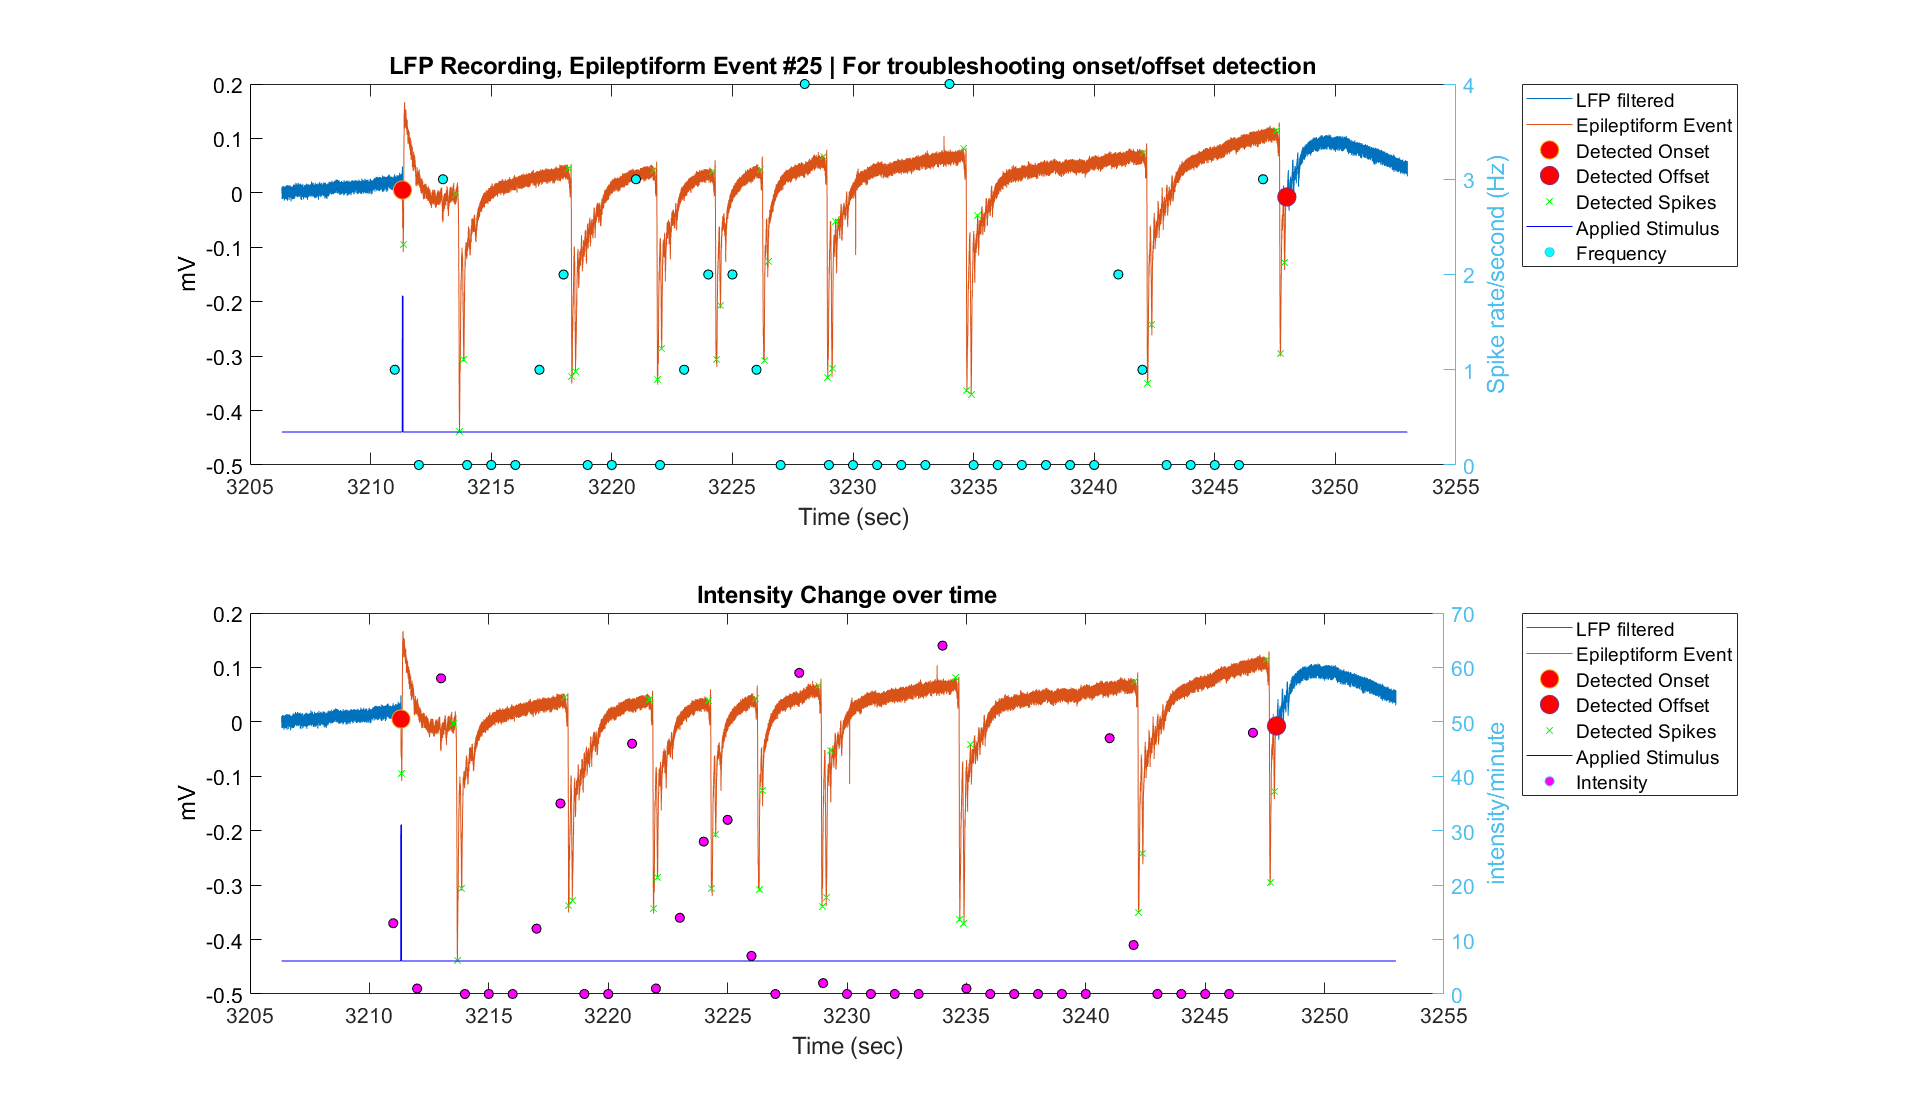 LFP Recording, Epileptiform Event #25 | For troubleshooting onset/offset detection
0.2
0.1
0
-0.1
-0.2
-0.3
-0.4
-0.5
mV
4
3
2
1
0
Spike rate/second (Hz)
3205 3210 3215 3220 3225 3230 3235 3240 3245 3250 3255
Time (sec)
LFP filtered
Epileptiform Event
Detected Onset
Detected Offset
Detected Spikes
Applied Stimulus
Frequency
Intensity Change over time
0.2
0.1
0
-0.1
-0.2
-0.3
-0.4
-0.5
mV
70
60
50
40
30
20
10
0
intensity/minute
3205 3210 3215 3220 3225 3230 3235 3240 3245 3250 3255
Time (sec)
LFP filtered
Epileptiform Event
Detected Onset
Detected Offset
Detected Spikes
Applied Stimulus
Intensity